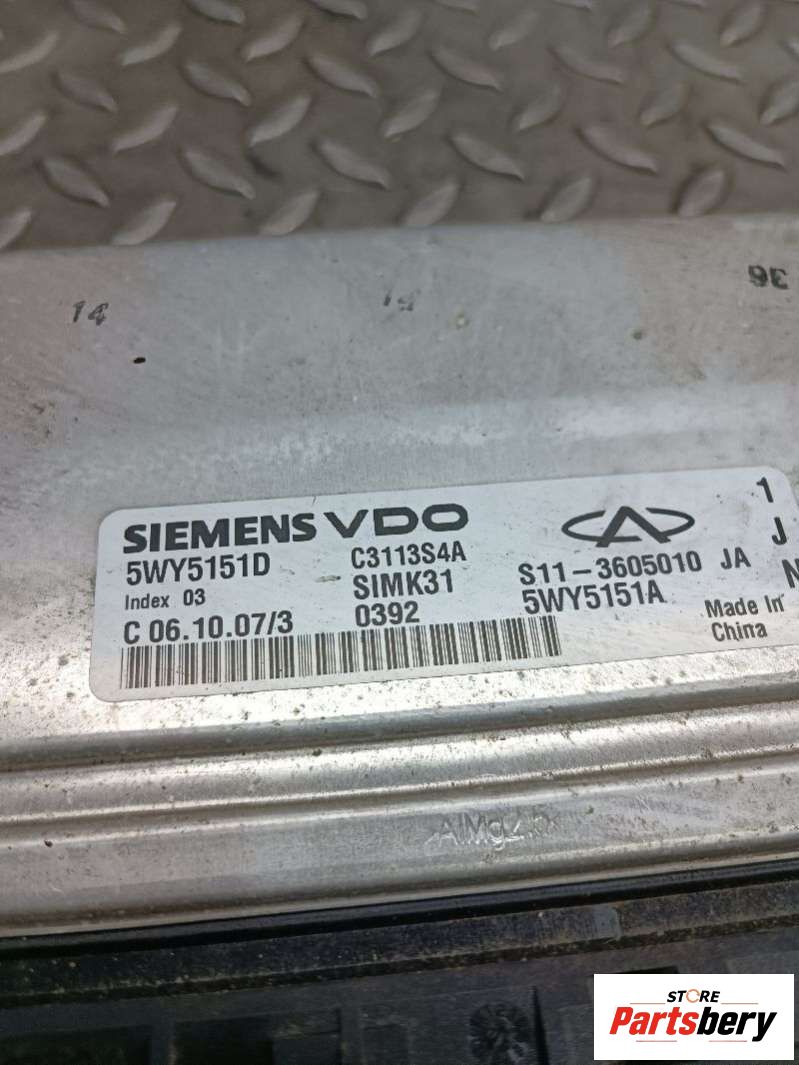 14
14
9E
SIEMENS VDO
1
5WY5151D C3113S4A S11-3605010 JA J
Index 03 SIMK31 5WY5151A N
C 06.10.07/3 0392 Made In
China
>AlMg2.5<
STORE
Partsbery